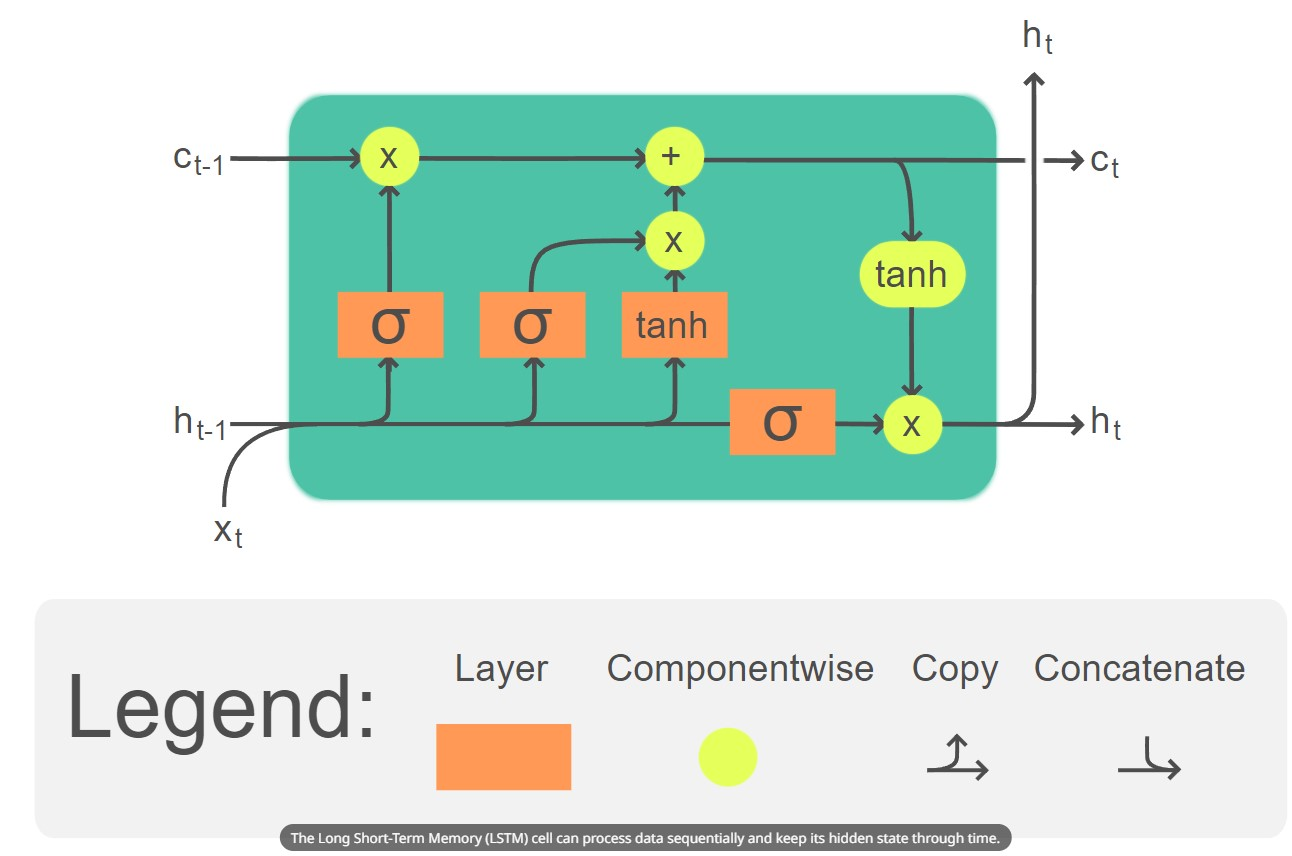 h_t
c_t-1 x + c_t
x
tanh
σ σ tanh
h_t-1 σ x h_t
x_t
Legend: Layer Componentwise Copy Concatenate
The Long Short-Term Memory (LSTM) cell can process data sequentially and keep its hidden state through time.